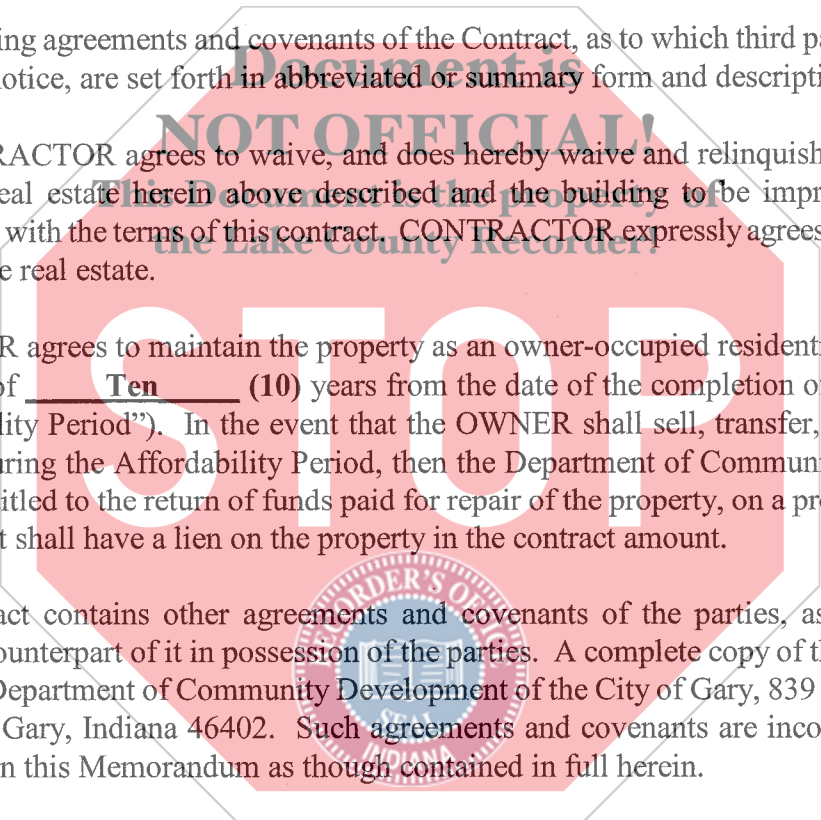 ing agreements and covenants of the Contract, as to which third pa
notice, are set forth in abbreviated or summary form and descripti
Document is
NOT OFFICIAL!
This Document is the property of
the Lake County Recorder!
RACTOR agrees to waive, and does hereby waive and relinquish
real estate herein above described and the building to be impr
with the terms of this contract. CONTRACTOR expressly agrees
e real estate.
STOP
R agrees to maintain the property as an owner-occupied resident
of Ten (10) years from the date of the completion o
lity Period”). In the event that the OWNER shall sell, transfer,
uring the Affordability Period, then the Department of Commun
titled to the return of funds paid for repair of the property, on a pr
t shall have a lien on the property in the contract amount.
act contains other agreements and covenants of the parties, as
ounterpart of it in possession of the parties. A complete copy of t
Department of Community Development of the City of Gary, 839
Gary, Indiana 46402. Such agreements and covenants are inco
n this Memorandum as though contained in full herein.
RECORDER'S OFFICE
SEAL
INDIANA